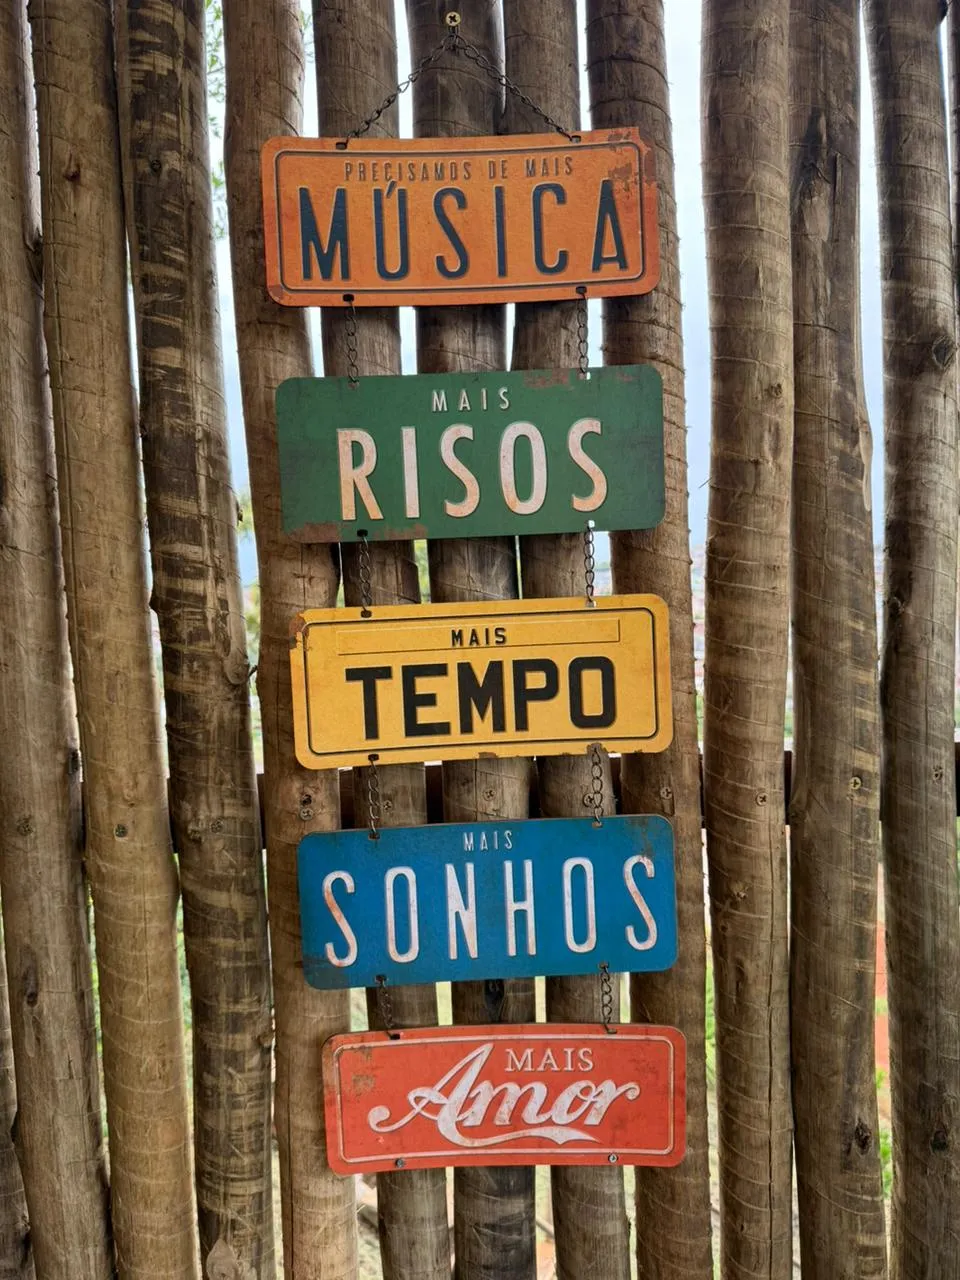 PRECISAMOS DE MAIS
MÚSICA
MAIS
RISOS
MAIS
TEMPO
MAIS
SONHOS
MAIS
Amor